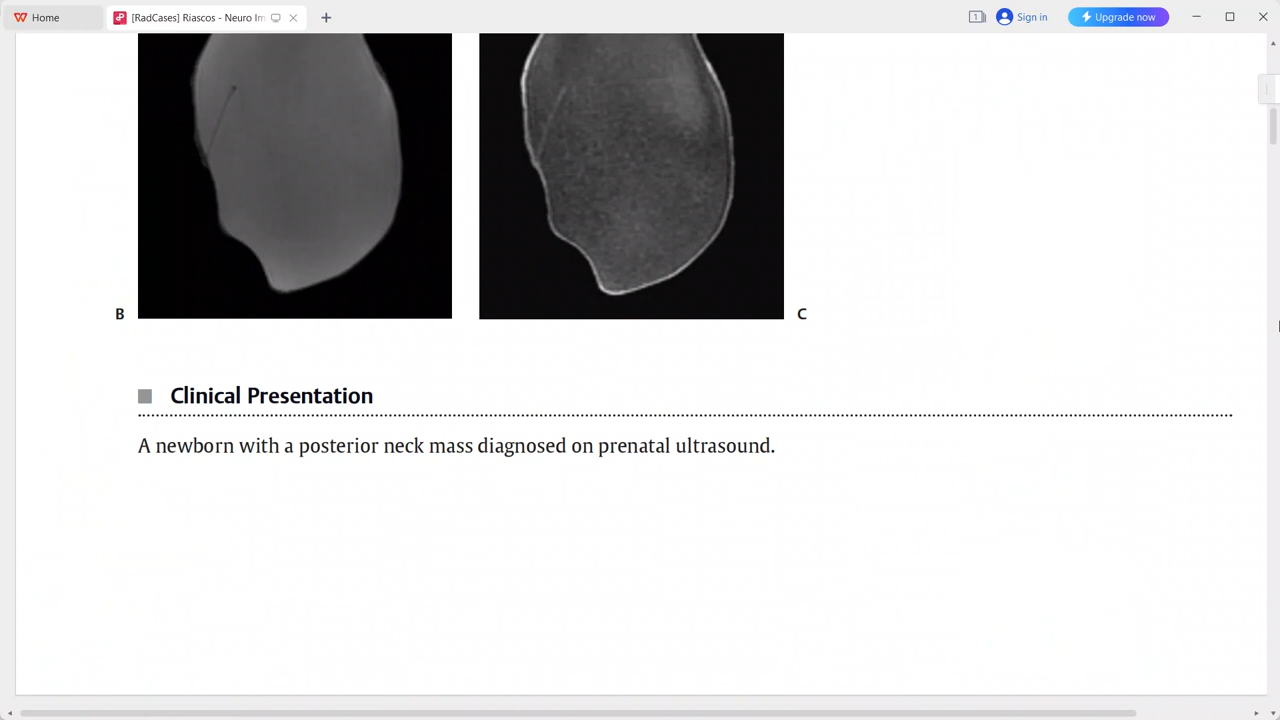 Home
[RadCases] Riascos - Neuro Im
1
Sign in
Upgrade now
B
C
Clinical Presentation
A newborn with a posterior neck mass diagnosed on prenatal ultrasound.